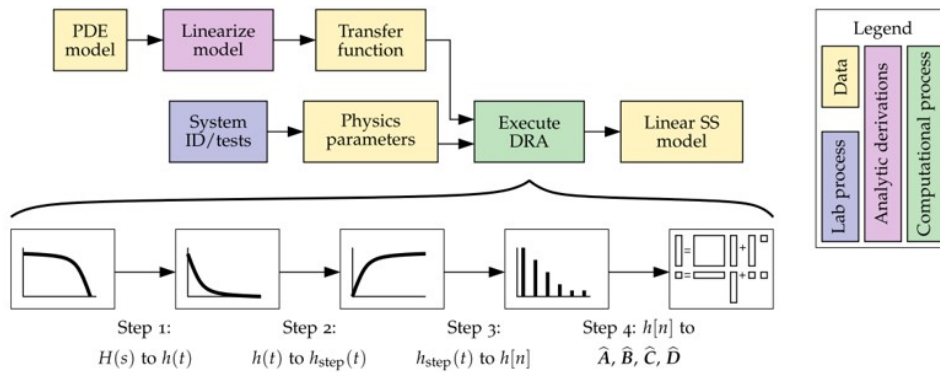 PDE
model
Linearize
model
Transfer
function
System
ID/tests
Physics
parameters
Execute
DRA
Linear SS
model
Legend
Data
Lab process
Analytic derivations
Computational process
=
+
=
+
Step 1:
H(s) to h(t)
Step 2:
h(t) to h_step(t)
Step 3:
h_step(t) to h[n]
Step 4: h[n] to
Â, B̂, Ĉ, D̂